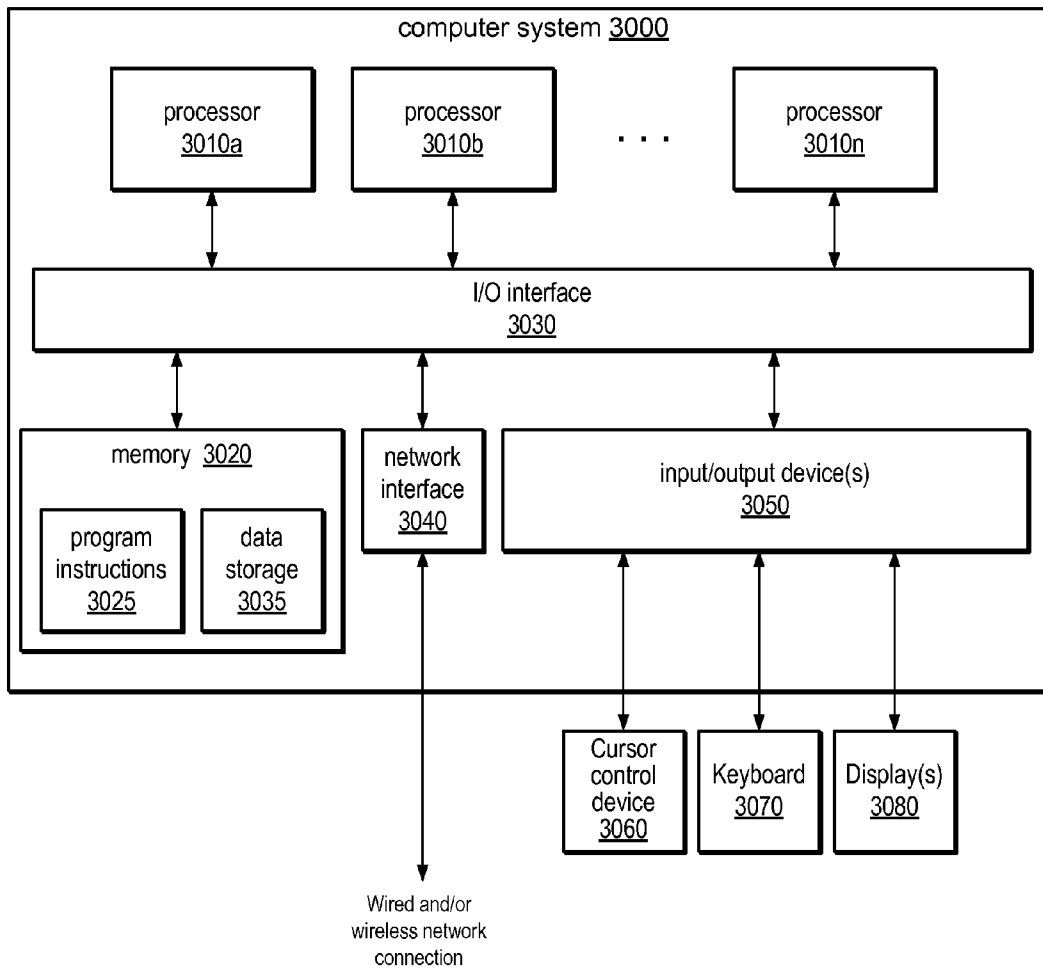 computer system 3000
processor
3010a
processor
3010b
. . .
processor
3010n
I/O interface
3030
memory 3020
program
instructions
3025
data
storage
3035
network
interface
3040
input/output device(s)
3050
Cursor
control
device
3060
Keyboard
3070
Display(s)
3080
Wired and/or
wireless network
connection